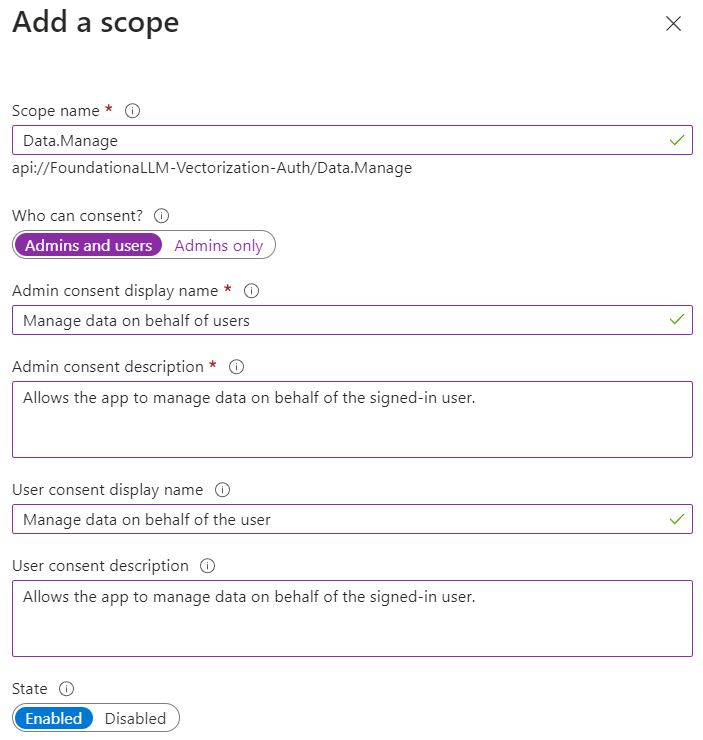 Add a scope
Scope name *
Data.Manage
api://FoundationaLLM-Vectorization-Auth/Data.Manage
Who can consent?
Admins and users Admins only
Admin consent display name *
Manage data on behalf of users
Admin consent description *
Allows the app to manage data on behalf of the signed-in user.
User consent display name
Manage data on behalf of the user
User consent description
Allows the app to manage data on behalf of the signed-in user.
State
Enabled Disabled